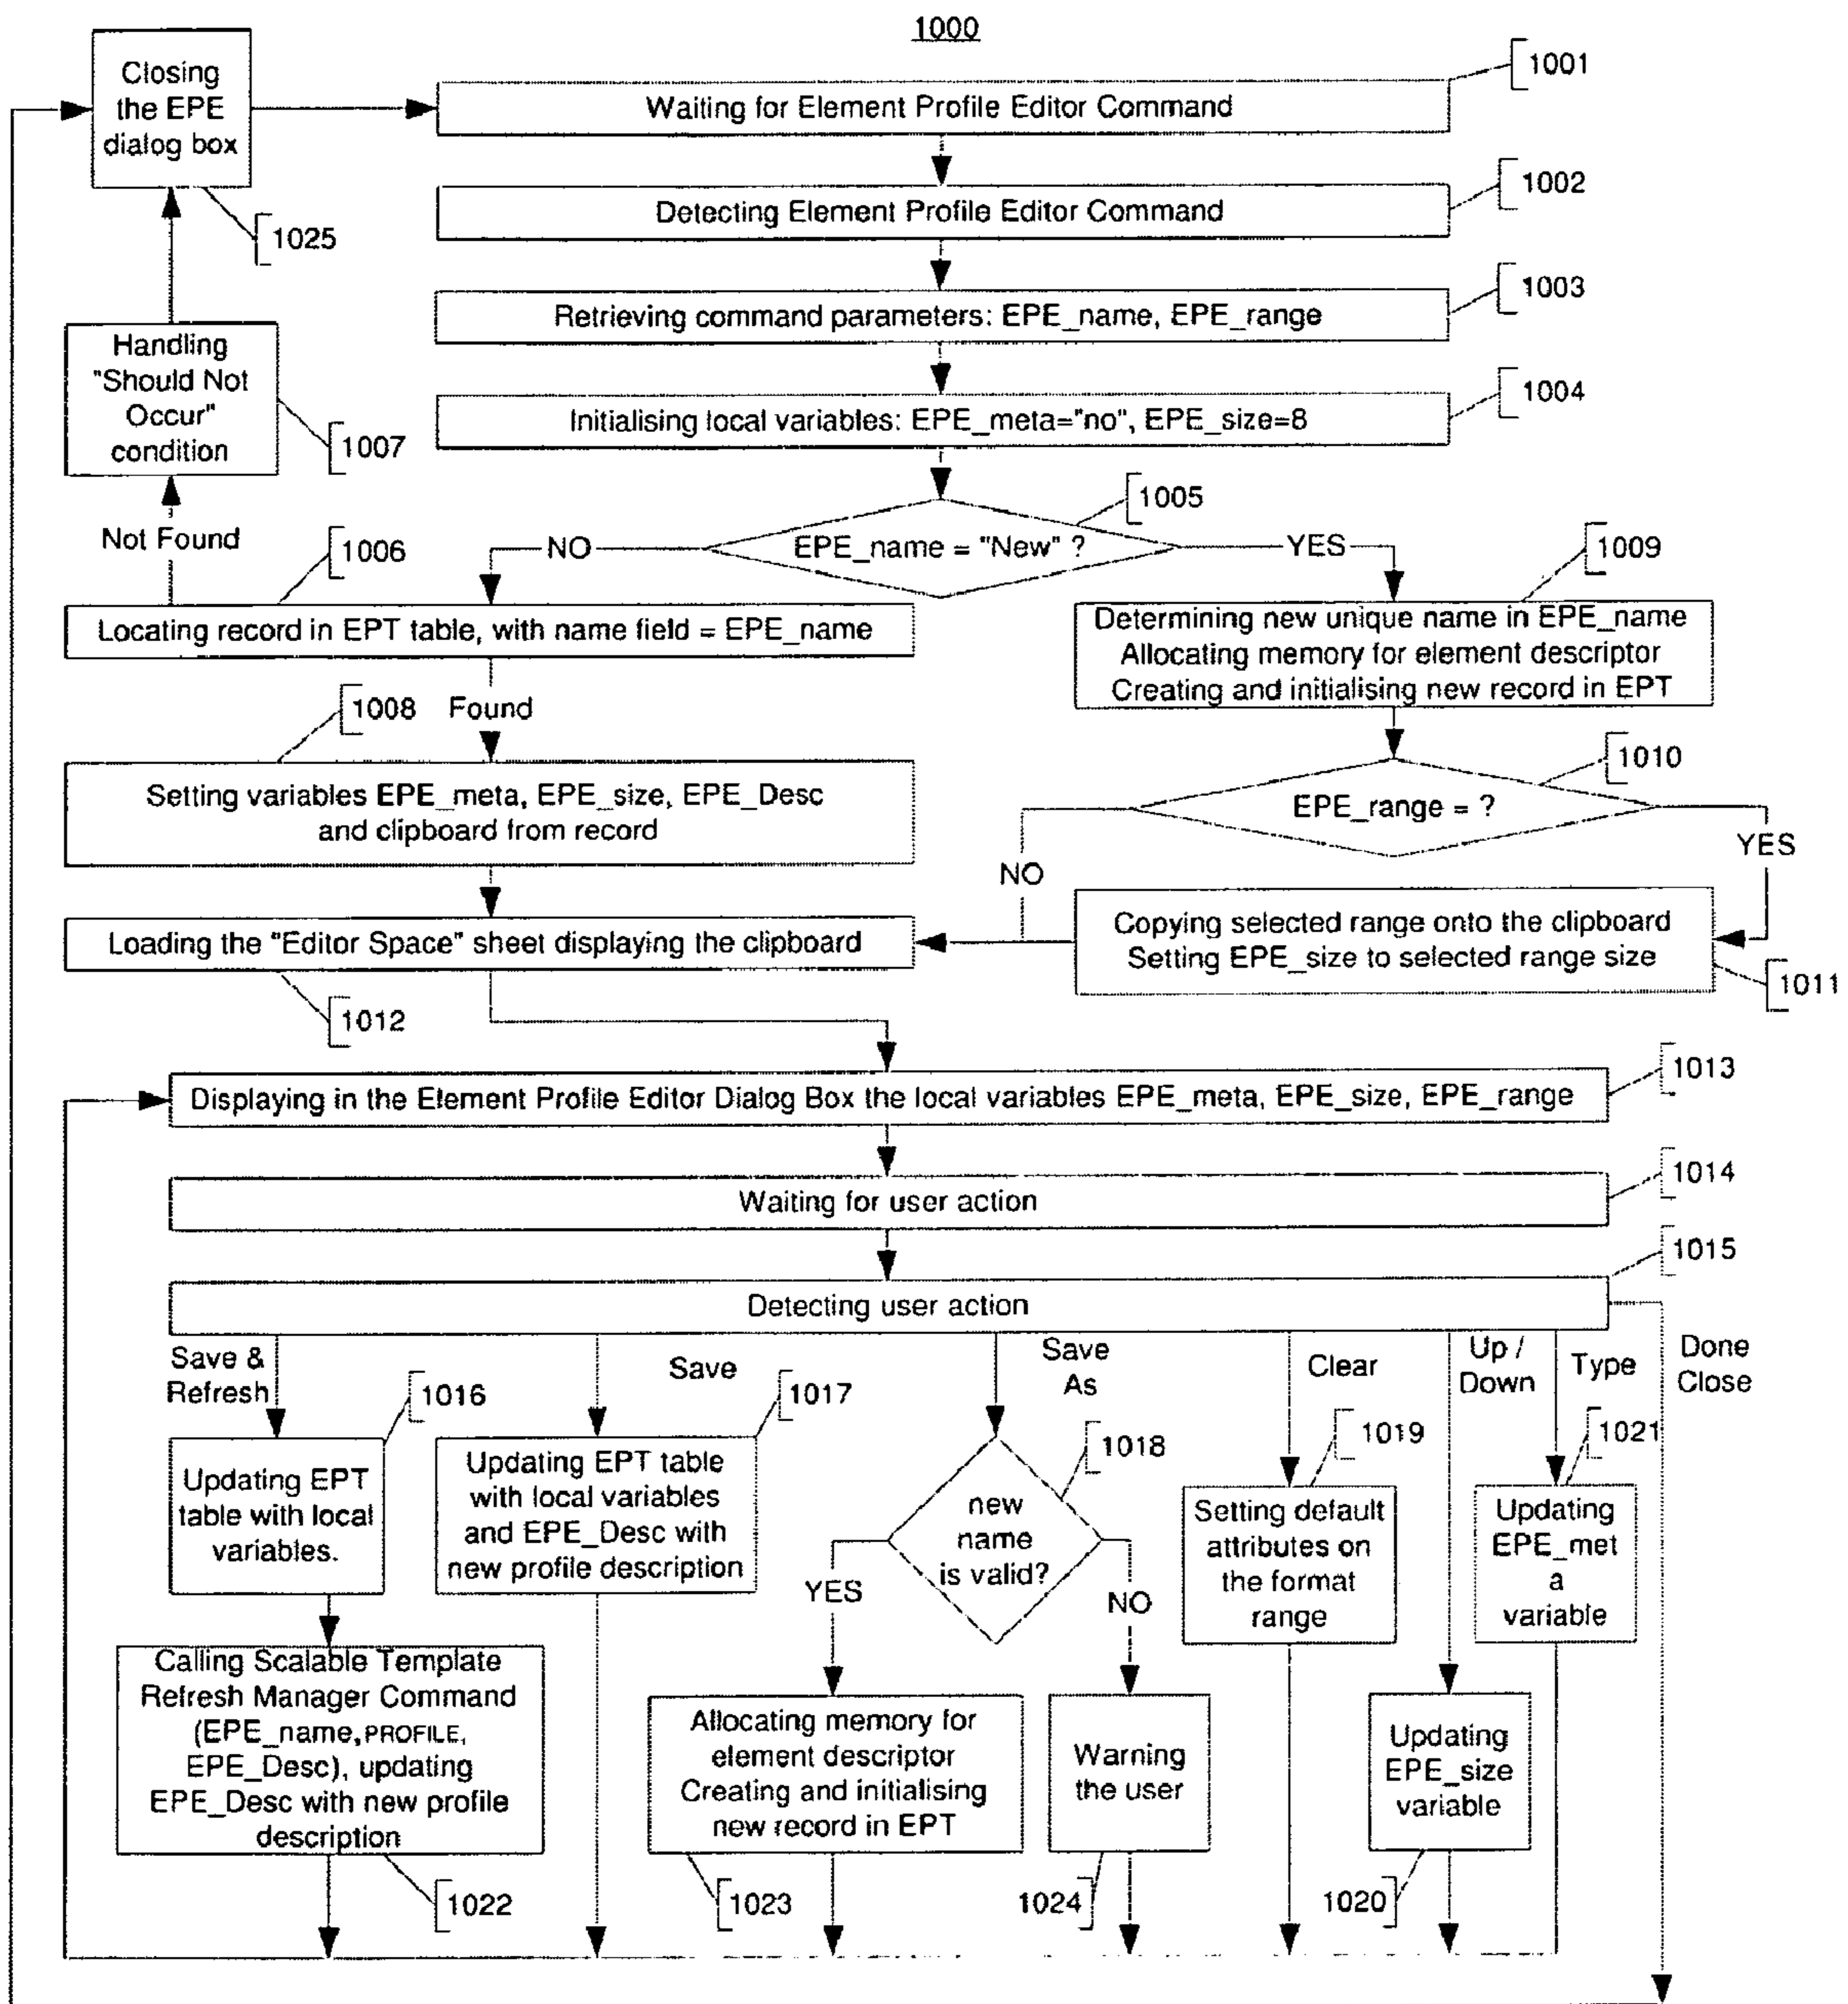 1000
Closing
the EPE
dialog box
1025
Waiting for Element Profile Editor Command
1001
Detecting Element Profile Editor Command
1002
Retrieving command parameters: EPE_name, EPE_range
1003
Initialising local variables: EPE_meta="no", EPE_size=8
1004
Handling
"Should Not
Occur"
condition
1007
Not Found
1006
NO
EPE_name = "New" ?
1005
YES
1009
Locating record in EPT table, with name field = EPE_name
Determining new unique name in EPE_name
Allocating memory for element descriptor
Creating and initialising new record in EPT
1008
Found
1010
Setting variables EPE_meta, EPE_size, EPE_Desc
and clipboard from record
EPE_range = ?
NO
YES
Loading the "Editor Space" sheet displaying the clipboard
Copying selected range onto the clipboard
Setting EPE_size to selected range size
1011
1012
1013
Displaying in the Element Profile Editor Dialog Box the local variables EPE_meta, EPE_size, EPE_range
1014
Waiting for user action
1015
Detecting user action
Save &
Refresh
Save
Save
As
Clear
Up /
Down
Type
Done
Close
1016
1017
1018
1019
1021
Updating EPT
table with local
variables.
Updating EPT table
with local variables
and EPE_Desc with
new profile description
new
name
is valid?
YES
NO
Setting default
attributes on
the format
range
Updating
EPE_met
a
variable
Calling Scalable Template
Refresh Manager Command
(EPE_name,PROFILE,
EPE_Desc), updating
EPE_Desc with new profile
description
Allocating memory for
element descriptor
Creating and initialising
new record in EPT
Warning
the user
Updating
EPE_size
variable
1022
1023
1024
1020